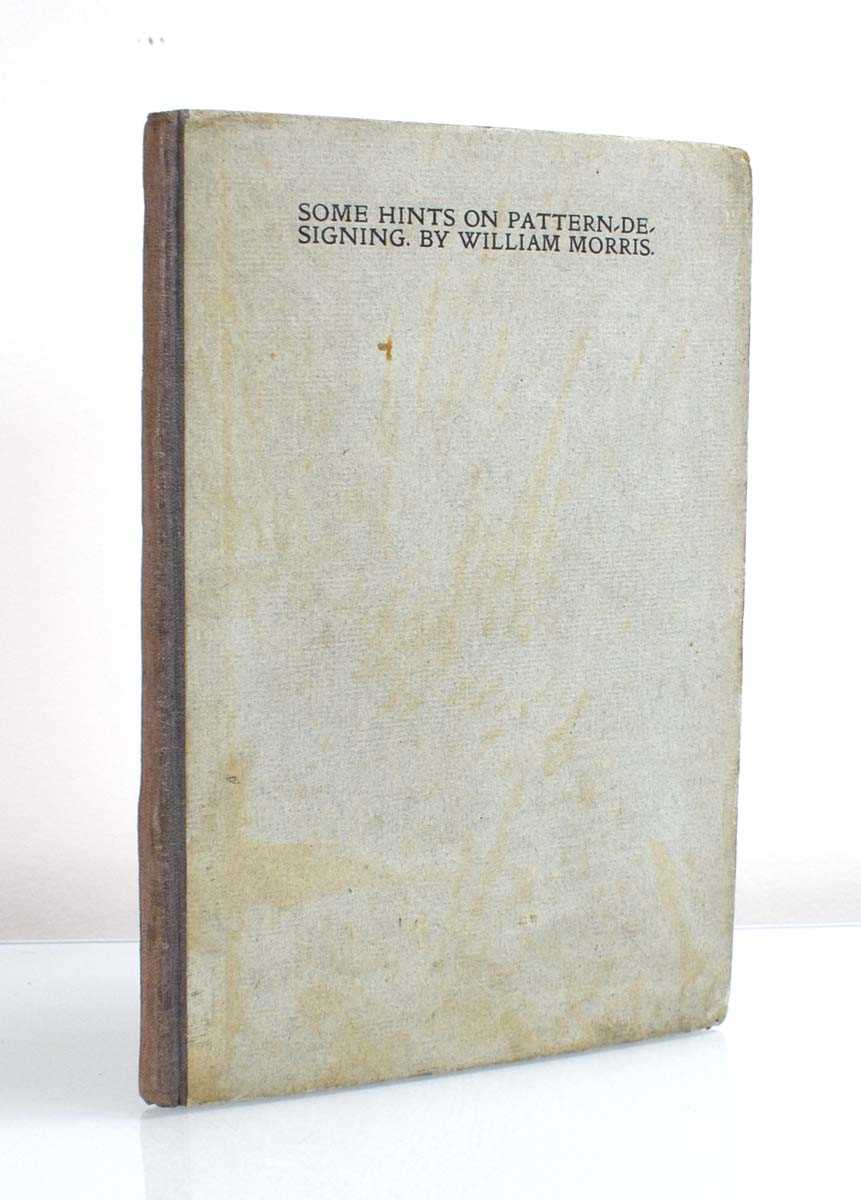 SOME HINTS ON PATTERN-DE-
SIGNING. BY WILLIAM MORRIS.